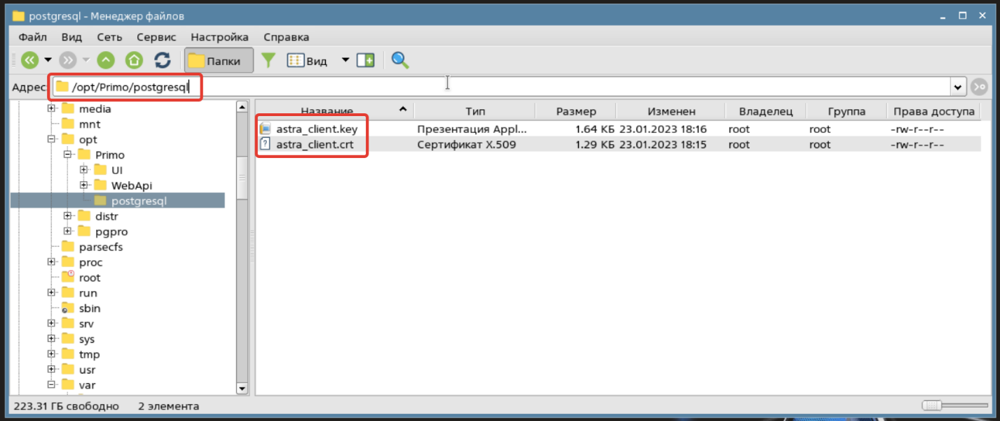 postgresql - Менеджер файлов
Файл Вид Сеть Сервис Настройка Справка
Папки Вид
Адрес: /opt/Primo/postgresql
media
mnt
opt
Primo
UI
WebApi
postgresql
distr
pgpro
parsecfs
proc
root
run
sbin
srv
sys
tmp
usr
var
Название Тип Размер Изменен Владелец Группа Права доступа
astra_client.key Презентация Appl... 1.64 КБ 23.01.2023 18:16 root root -rw-r--r--
astra_client.crt Сертификат X.509 1.29 КБ 23.01.2023 18:15 root root -rw-r--r--
223.31 ГБ свободно 2 элемента